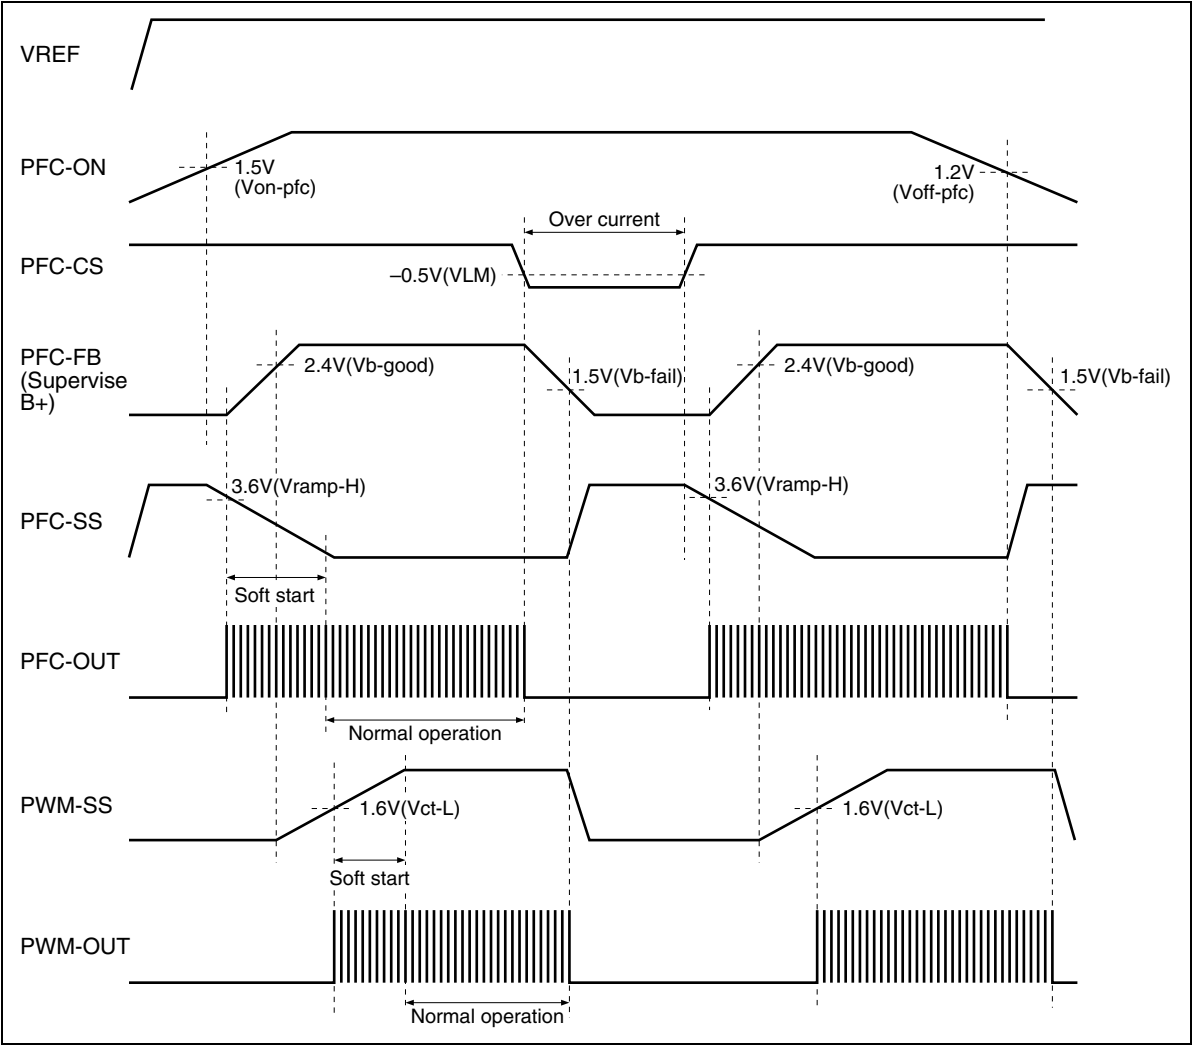 VREF
PFC-ON
1.5V
(Von-pfc)
1.2V
(Voff-pfc)
Over current
PFC-CS
–0.5V(VLM)
PFC-FB
(Supervise
B+)
2.4V(Vb-good)
1.5V(Vb-fail)
2.4V(Vb-good)
1.5V(Vb-fail)
3.6V(Vramp-H)
3.6V(Vramp-H)
PFC-SS
Soft start
PFC-OUT
Normal operation
PWM-SS
1.6V(Vct-L)
1.6V(Vct-L)
Soft start
PWM-OUT
Normal operation